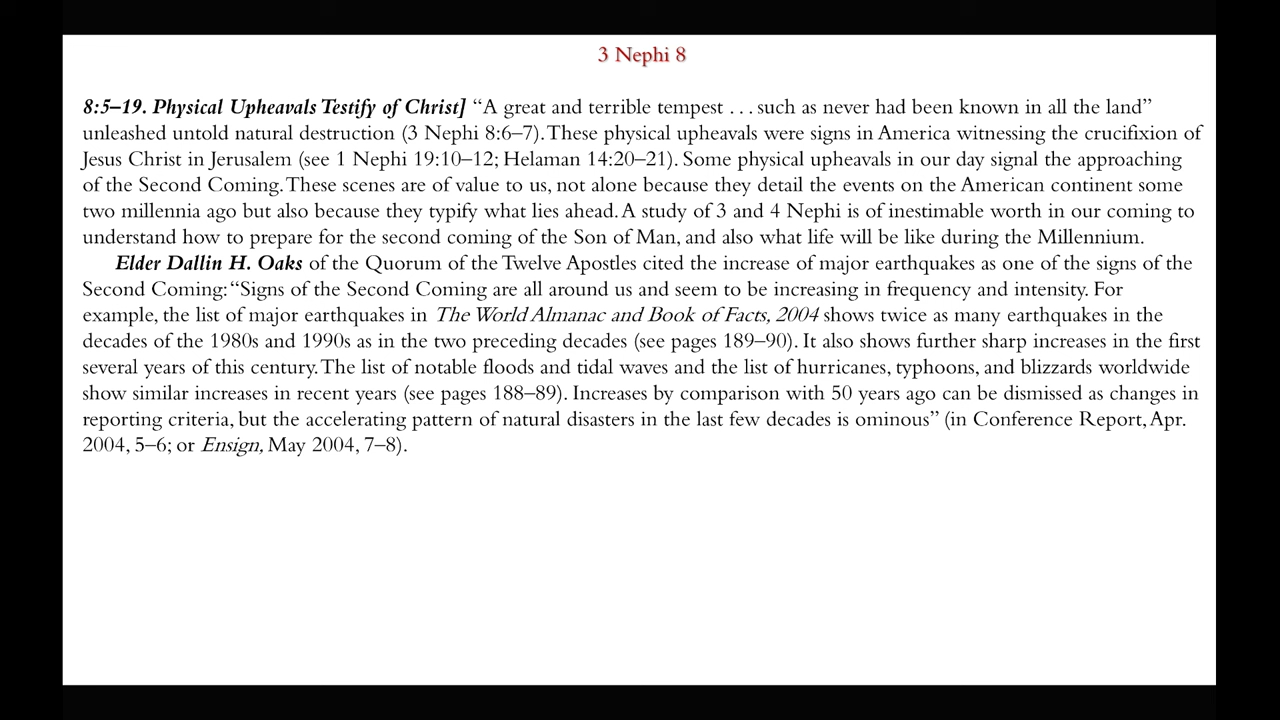 3 Nephi 8
8:5–19. Physical Upheavals Testify of Christ] “A great and terrible tempest . . . such as never had been known in all the land”
unleashed untold natural destruction (3 Nephi 8:6–7). These physical upheavals were signs in America witnessing the crucifixion of
Jesus Christ in Jerusalem (see 1 Nephi 19:10–12; Helaman 14:20–21). Some physical upheavals in our day signal the approaching
of the Second Coming. These scenes are of value to us, not alone because they detail the events on the American continent some
two millennia ago but also because they typify what lies ahead. A study of 3 and 4 Nephi is of inestimable worth in our coming to
understand how to prepare for the second coming of the Son of Man, and also what life will be like during the Millennium.
Elder Dallin H. Oaks of the Quorum of the Twelve Apostles cited the increase of major earthquakes as one of the signs of the
Second Coming: “Signs of the Second Coming are all around us and seem to be increasing in frequency and intensity. For
example, the list of major earthquakes in The World Almanac and Book of Facts, 2004 shows twice as many earthquakes in the
decades of the 1980s and 1990s as in the two preceding decades (see pages 189–90). It also shows further sharp increases in the first
several years of this century. The list of notable floods and tidal waves and the list of hurricanes, typhoons, and blizzards worldwide
show similar increases in recent years (see pages 188–89). Increases by comparison with 50 years ago can be dismissed as changes in
reporting criteria, but the accelerating pattern of natural disasters in the last few decades is ominous” (in Conference Report, Apr.
2004, 5–6; or Ensign, May 2004, 7–8).